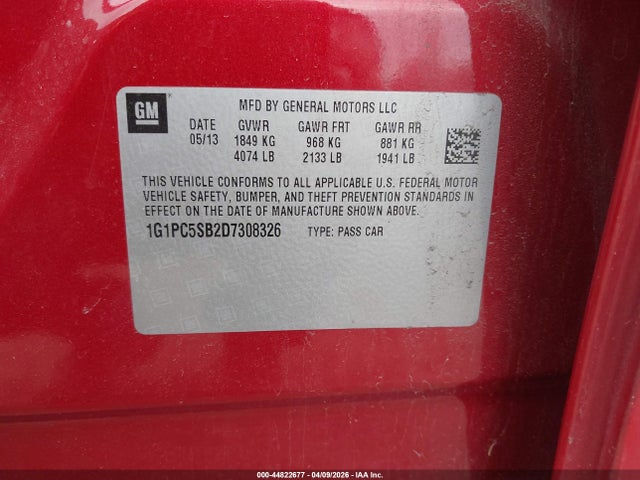 GM
MFD BY GENERAL MOTORS LLC
DATE GVWR GAWR FRT GAWR RR
05/13 1849 KG 968 KG 881 KG
4074 LB 2133 LB 1941 LB
THIS VEHICLE CONFORMS TO ALL APPLICABLE U.S. FEDERAL MOTOR
VEHICLE SAFETY, BUMPER, AND THEFT PREVENTION STANDARDS IN
EFFECT ON THE DATE OF MANUFACTURE SHOWN ABOVE.
1G1PC5SB2D7308326 TYPE: PASS CAR
000-44822677 - 04/09/2026 - IAA Inc.